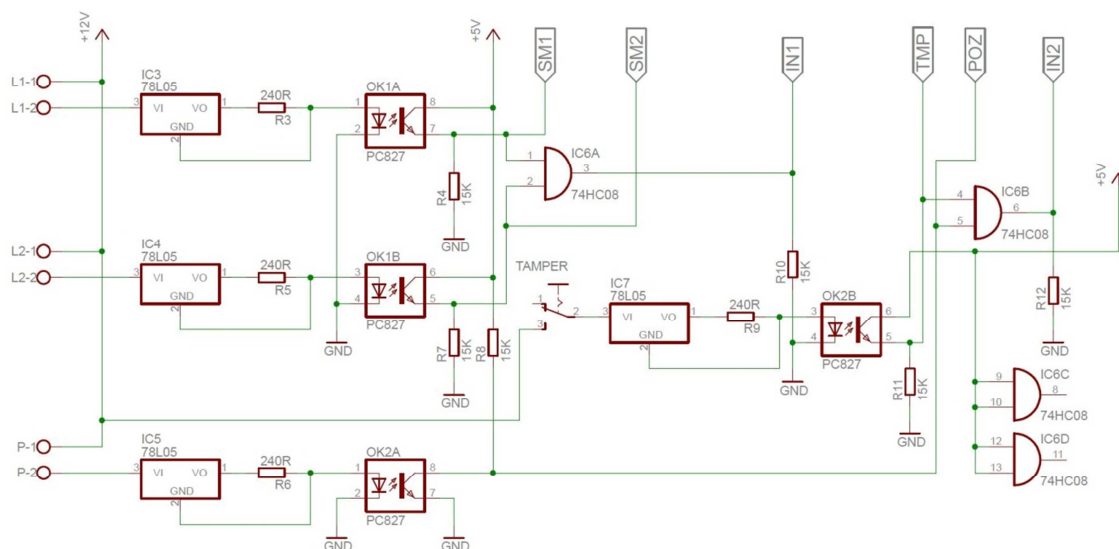 +12V
+5V
SM1
SM2
IN1
TMP
POZ
IN2
L1-1
L1-2
IC3
78L05
3 VI VO 1
GND
2
240R
R3
OK1A
1
2
8
7
PC827
R4
15K
GND
1
2
IC6A
3
74HC08
4
5
IC6B
6
74HC08
+5V
L2-1
L2-2
IC4
78L05
3 VI VO 1
GND
2
240R
R5
OK1B
3
4
6
5
PC827
GND
R7
15K
GND
R8
15K
TAMPER
1
3
2
IC7
78L05
3 VI VO 1
GND
2
240R
R9
R10
15K
OK2B
3
4
6
5
PC827
GND
R11
15K
GND
R12
15K
GND
9
10
IC6C
8
74HC08
12
13
IC6D
11
74HC08
P-1
P-2
IC5
78L05
3 VI VO 1
GND
2
240R
R6
OK2A
1
2
8
7
PC827
GND
GND